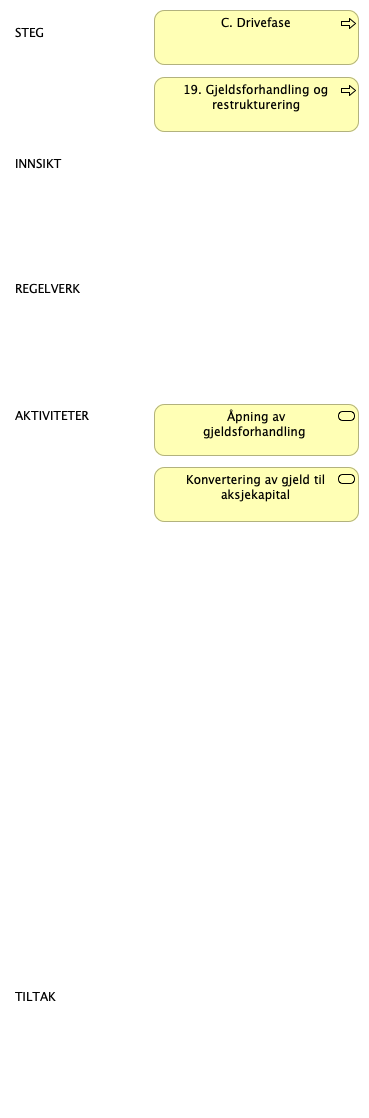 STEG
C. Drivefase
19. Gjeldsforhandling og
restrukturering
INNSIKT
REGELVERK
AKTIVITETER
Åpning av
gjeldsforhandling
Konvertering av gjeld til
aksjekapital
TILTAK